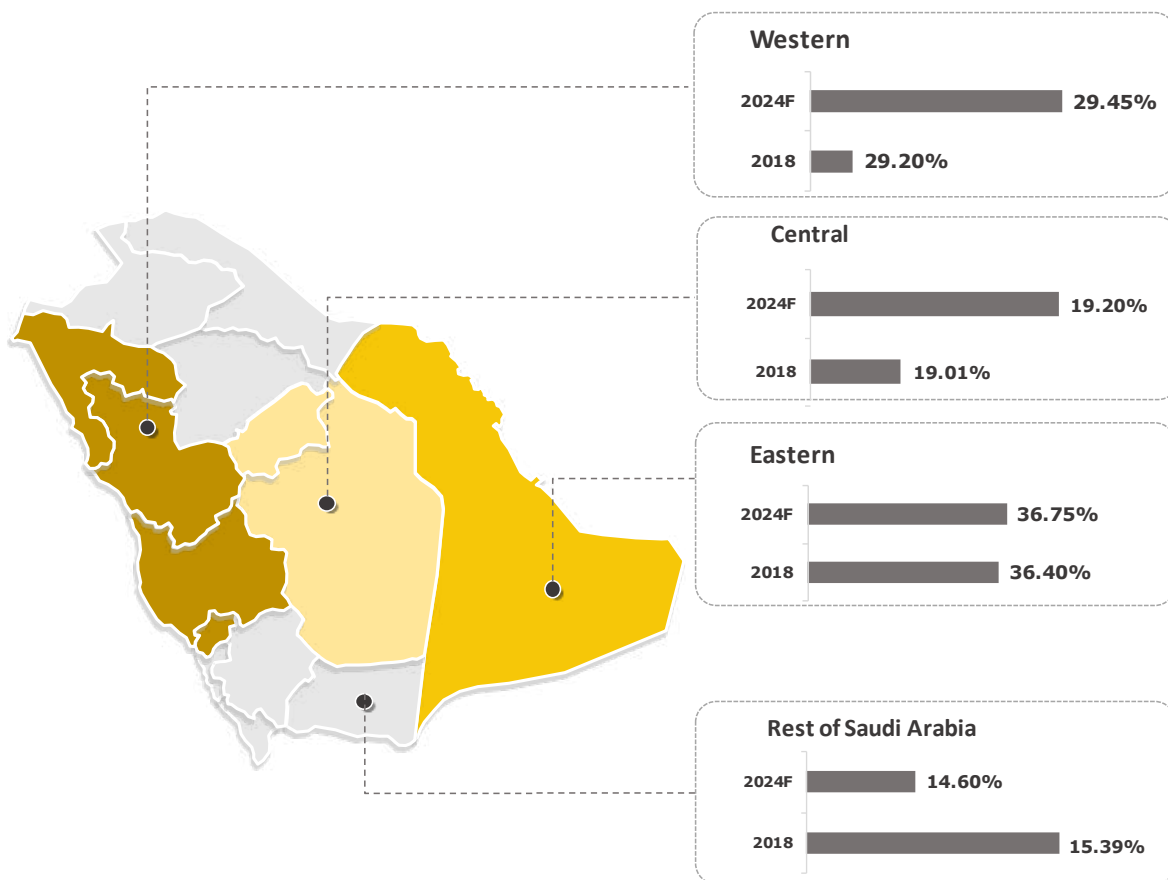 Western
2024F 29.45%
2018 29.20%
Central
2024F 19.20%
2018 19.01%
Eastern
2024F 36.75%
2018 36.40%
Rest of Saudi Arabia
2024F 14.60%
2018 15.39%